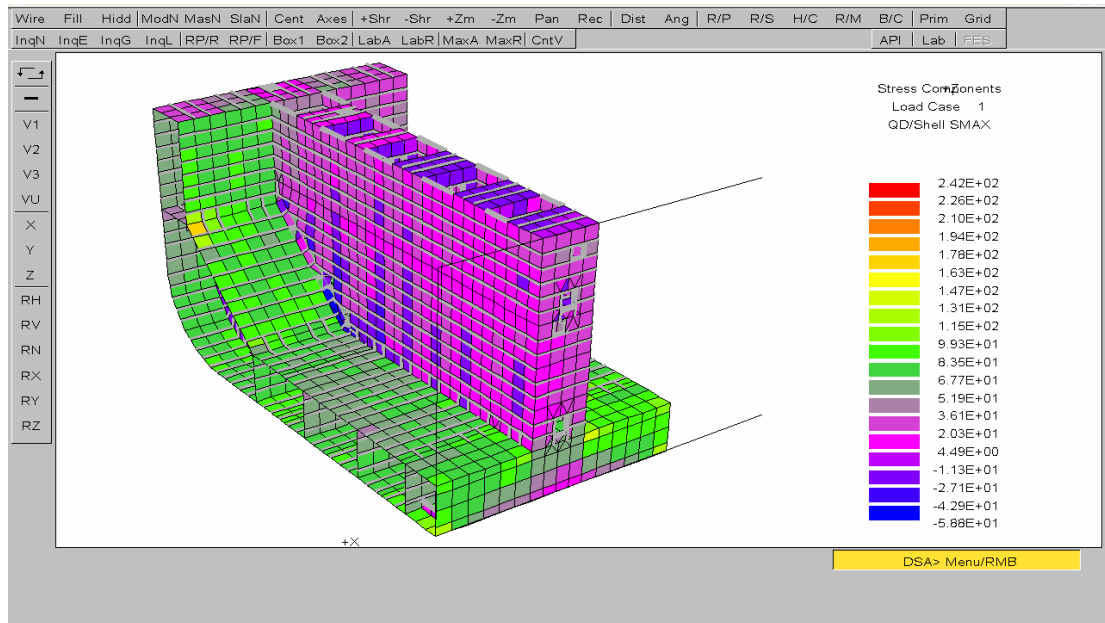 Wire Fill Hidd ModN MasN SlaN Cent Axes +Shr -Shr +Zm -Zm Pan Rec Dist Ang R/P R/S H/C R/M B/C Prim Grid
InqN InqE InqG InqL RP/R RP/F Box1 Box2 LabA LabR MaxA MaxR CntV API Lab FES
V1
V2
V3
VU
X
Y
Z
RH
RV
RN
RX
RY
RZ
Stress Components
+Z
Load Case 1
QD/Shell SMAX
2.42E+02
2.26E+02
2.10E+02
1.94E+02
1.78E+02
1.63E+02
1.47E+02
1.31E+02
1.15E+02
9.93E+01
8.35E+01
6.77E+01
5.19E+01
3.61E+01
2.03E+01
4.49E+00
-1.13E+01
-2.71E+01
-4.29E+01
-5.88E+01
+X
DSA> Menu/RMB